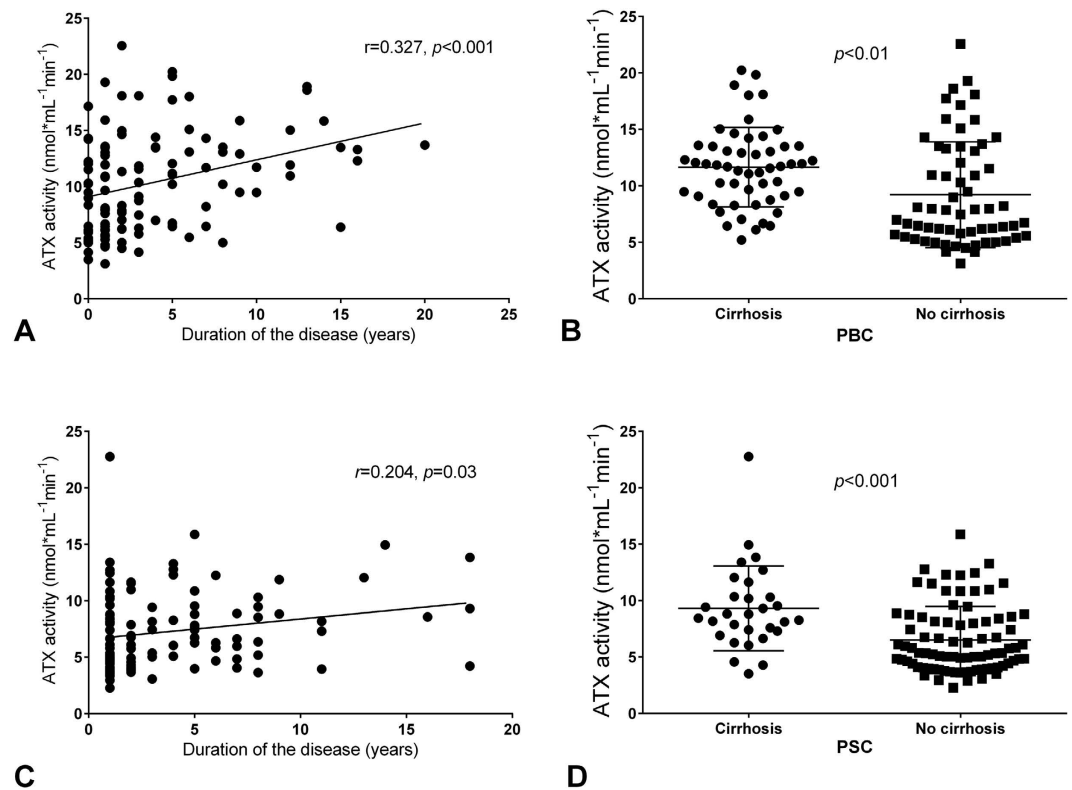 25
20
15
10
5
0
ATX activity (nmol*mL⁻¹min⁻¹)
r=0.327, p<0.001
0 5 10 15 20 25
Duration of the disease (years)
A
25
20
15
10
5
0
ATX activity (nmol*mL⁻¹min⁻¹)
p<0.01
Cirrhosis No cirrhosis
PBC
B
25
20
15
10
5
0
ATX activity (nmol*mL⁻¹min⁻¹)
r=0.204, p=0.03
0 5 10 15 20
Duration of the disease (years)
C
25
20
15
10
5
0
ATX activity (nmol*mL⁻¹min⁻¹)
p<0.001
Cirrhosis No cirrhosis
PSC
D